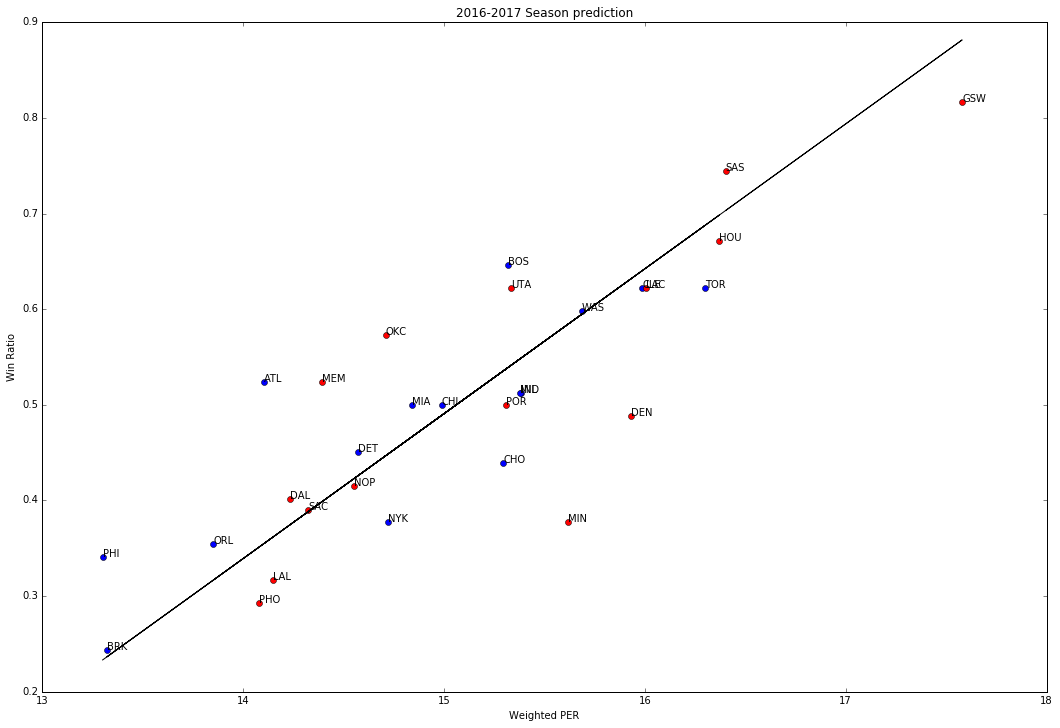 2016-2017 Season prediction
0.9
0.8
0.7
0.6
0.5
0.4
0.3
0.2
Win Ratio
GSW
SAS
HOU
BOS
UTA
TOR
WAS
OKC
ATL
MEM
MIA
CHI
POR
DEN
DET
CHO
NOP
DAL
SAC
NYK
MIN
PHI
ORL
LAL
PHO
BRK
13
14
15
16
17
18
Weighted PER